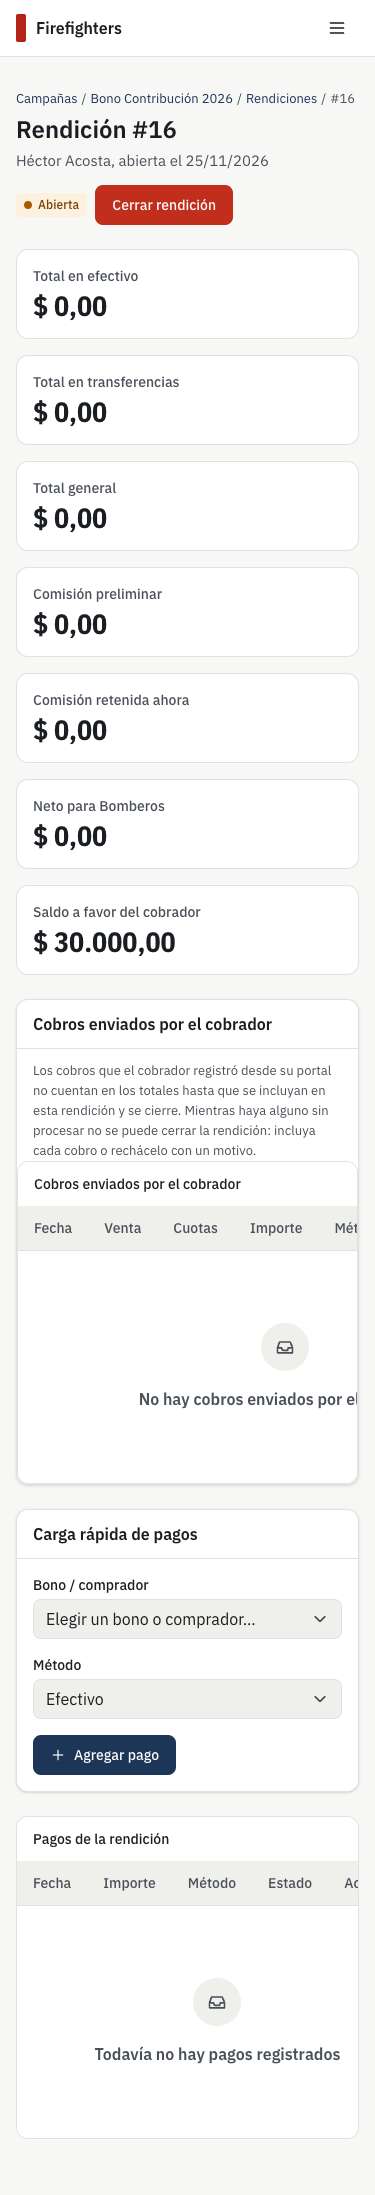 Firefighters
Campañas / Bono Contribución 2026 / Rendiciones / #16
Rendición #16
Héctor Acosta, abierta el 25/11/2026
Abierta
Cerrar rendición
Total en efectivo
$ 0,00
Total en transferencias
$ 0,00
Total general
$ 0,00
Comisión preliminar
$ 0,00
Comisión retenida ahora
$ 0,00
Neto para Bomberos
$ 0,00
Saldo a favor del cobrador
$ 30.000,00
Cobros enviados por el cobrador
Los cobros que el cobrador registró desde su portal
no cuentan en los totales hasta que se incluyan en
esta rendición y se cierre. Mientras haya alguno sin
procesar no se puede cerrar la rendición: incluya
cada cobro o rechácelo con un motivo.
Cobros enviados por el cobrador
Fecha Venta Cuotas Importe Mét
No hay cobros enviados por el
Carga rápida de pagos
Bono / comprador
Elegir un bono o comprador...
Método
Efectivo
+ Agregar pago
Pagos de la rendición
Fecha Importe Método Estado Ac
Todavía no hay pagos registrados